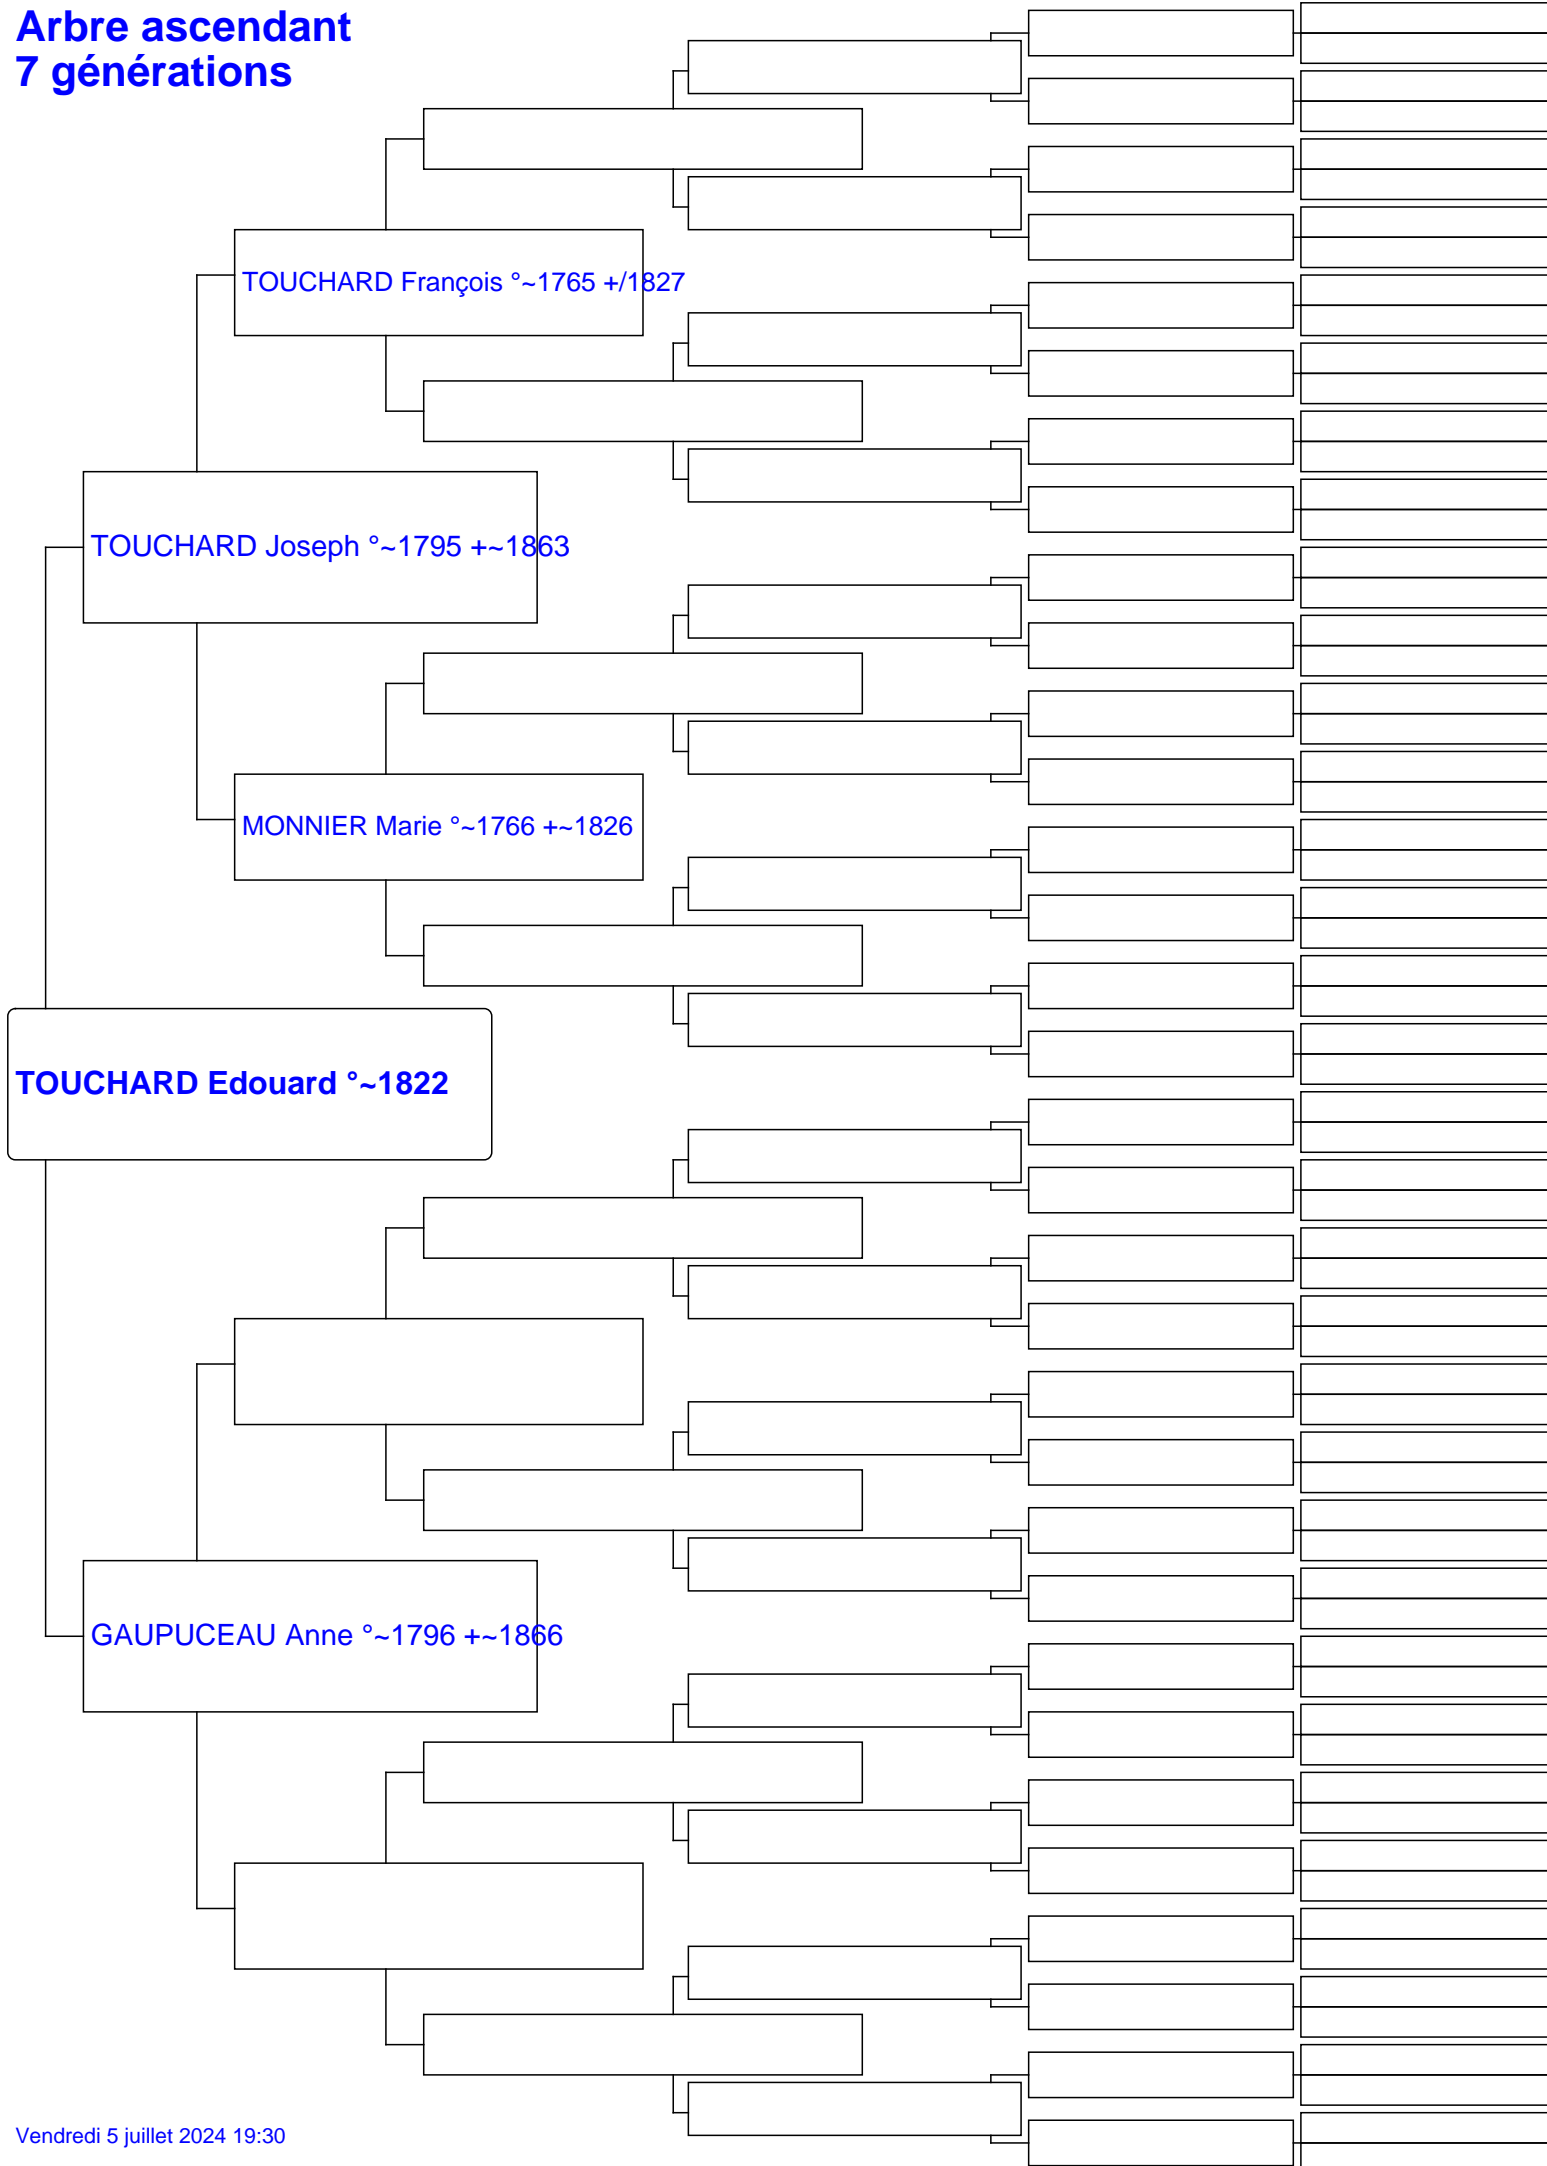 Arbre ascendant
7 générations
TOUCHARD François °~1765 +/1827
TOUCHARD Joseph °~1795 +~1863
MONNIER Marie °~1766 +~1826
TOUCHARD Edouard °~1822
GAUPUCEAU Anne °~1796 +~1866
Vendredi 5 juillet 2024 19:30